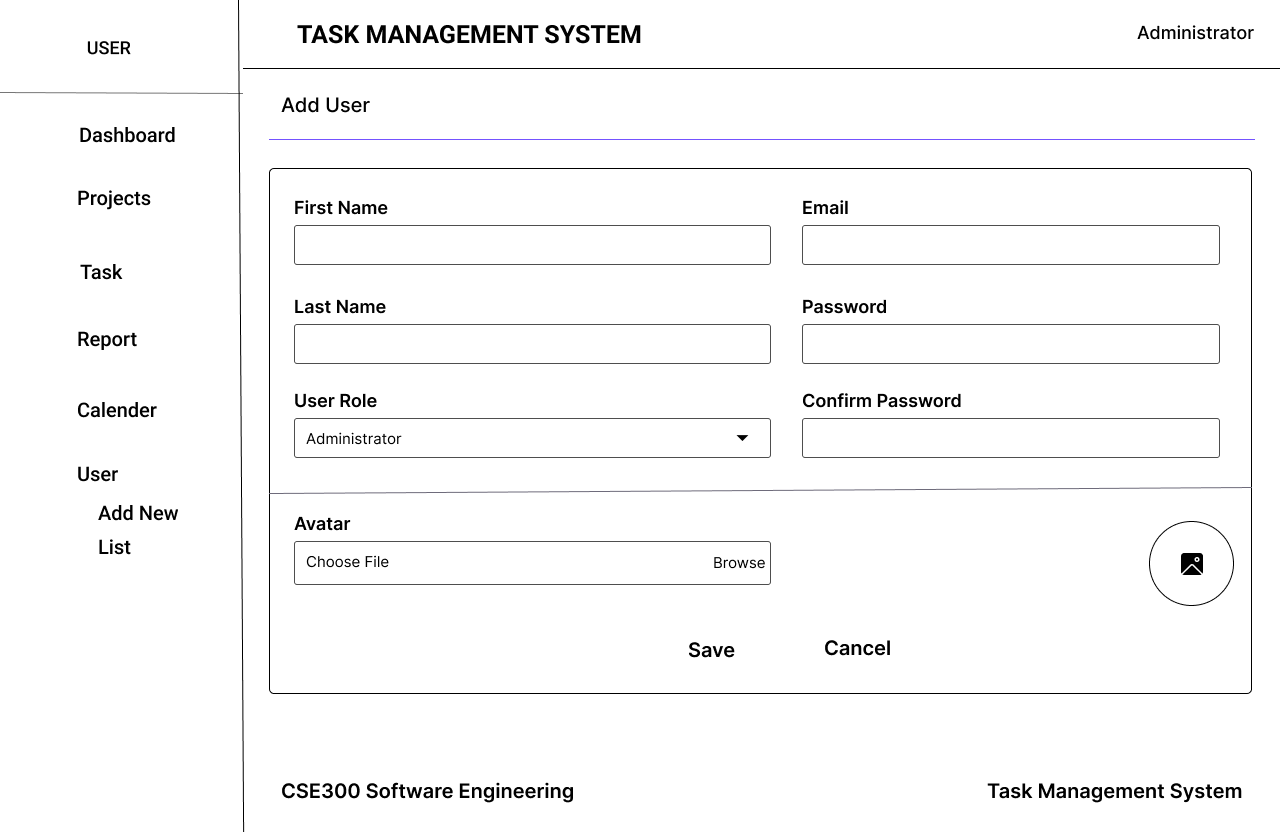 USER
TASK MANAGEMENT SYSTEM
Administrator
Dashboard
Projects
Task
Report
Calender
User
Add New
List
Add User
First Name
Email
Last Name
Password
User Role
Confirm Password
Administrator
Avatar
Choose File
Browse
Save
Cancel
CSE300 Software Engineering
Task Management System